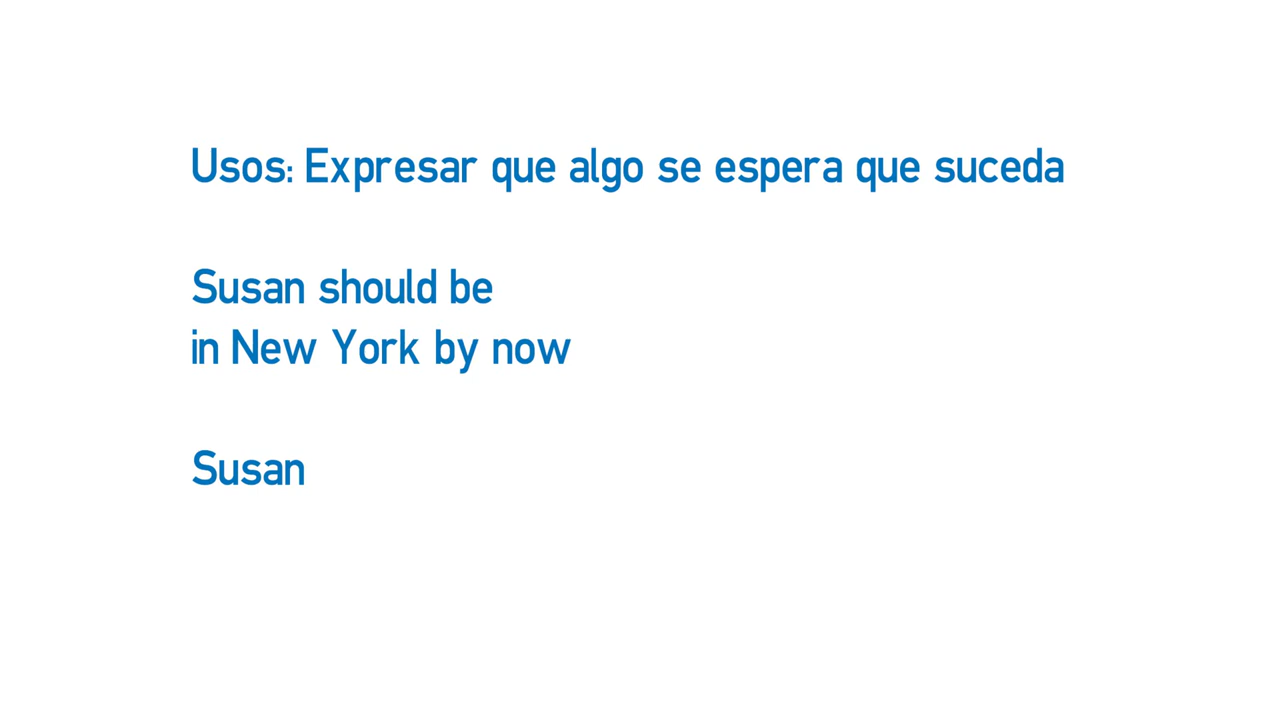 Usos: Expresar que algo se espera que suceda
Susan should be
in New York by now
Susan